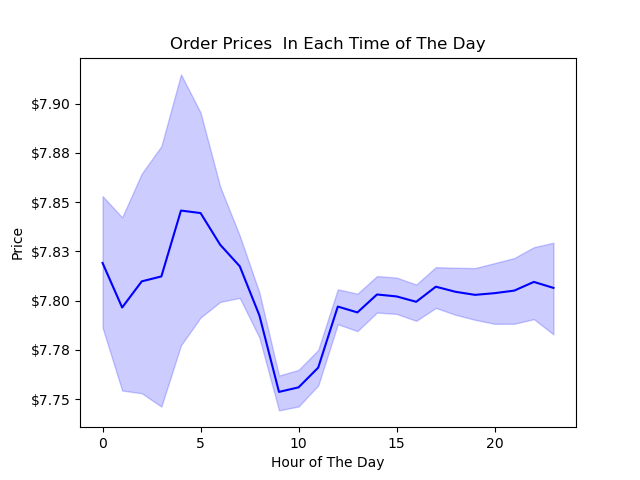 Order Prices  In Each Time of The Day
$7.90
$7.88
$7.85
$7.83
$7.80
$7.78
$7.75
Price
0 5 10 15 20
Hour of The Day